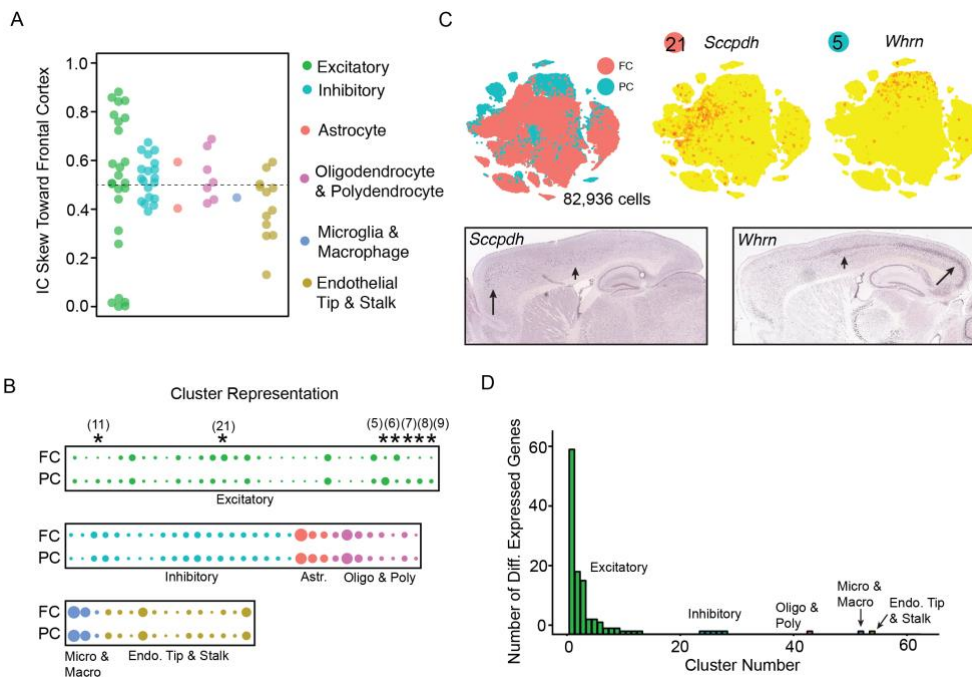 A
IC Skew Toward Frontal Cortex
1.0
0.8
0.6
0.4
0.2
0.0
Excitatory
Inhibitory
Astrocyte
Oligodendrocyte
& Polydendrocyte
Microglia &
Macrophage
Endothelial
Tip & Stalk
C
FC
PC
82,936 cells
21 Sccpdh
5 Whrn
Sccpdh
Whrn
B
Cluster Representation
(11) (21) (5) (6) (7) (8) (9)
* * * * * * *
FC
PC
Excitatory
FC
PC
Inhibitory Astr. Oligo & Poly
FC
PC
Micro &
Macro
Endo. Tip & Stalk
D
Number of Diff. Expressed Genes
60
40
20
0
Excitatory
Inhibitory
Oligo &
Poly
Micro &
Macro
Endo. Tip
& Stalk
0 20 40 60
Cluster Number